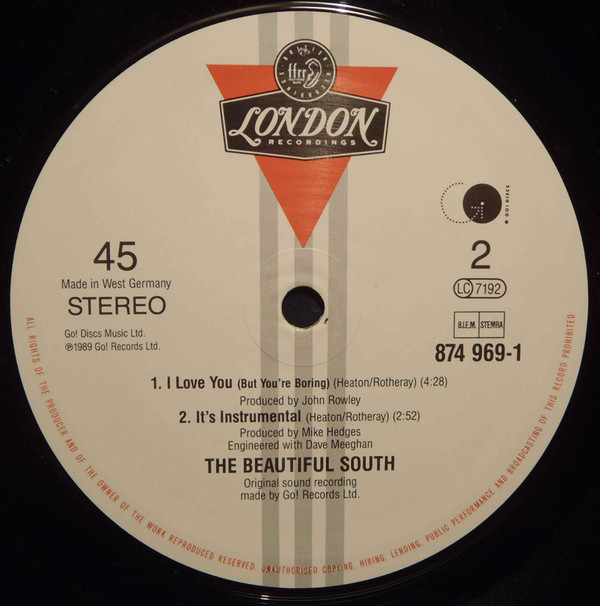 ffrr
LONDON
RECORDINGS
GO! DISCS
45
2
Made in West Germany
STEREO
LC 7192
Go! Discs Music Ltd.
℗1989 Go! Records Ltd.
B.I.E.M. STEMRA
874 969-1
1. I Love You (But You're Boring) (Heaton/Rotheray) (4:28)
Produced by John Rowley
2. It's Instrumental (Heaton/Rotheray) (2:52)
Produced by Mike Hedges
Engineered with Dave Meeghan
THE BEAUTIFUL SOUTH
Original sound recording
made by Go! Records Ltd.
ALL RIGHTS OF THE PRODUCER AND OF THE OWNER OF THE WORK REPRODUCED RESERVED. UNAUTHORISED COPYING, HIRING, LENDING, PUBLIC PERFORMANCE AND BROADCASTING OF THIS RECORD PROHIBITED